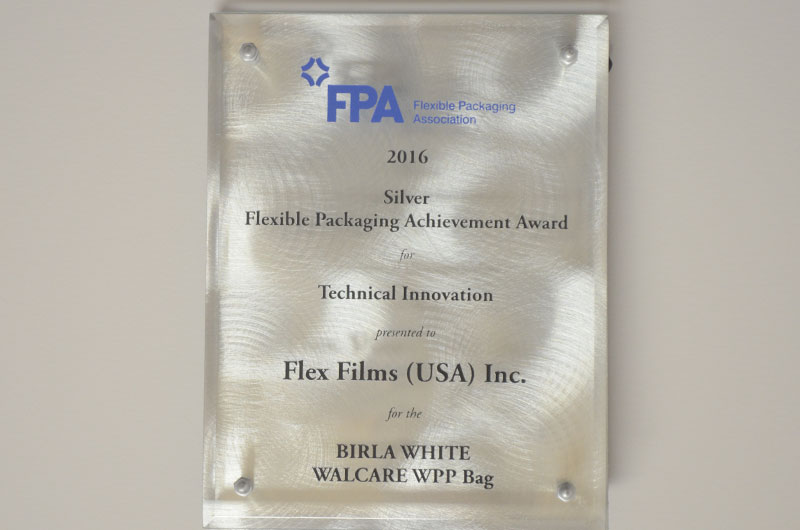 FPA Flexible Packaging
Association
2016
Silver
Flexible Packaging Achievement Award
for
Technical Innovation
presented to
Flex Films (USA) Inc.
for the
BIRLA WHITE
WALCARE WPP Bag